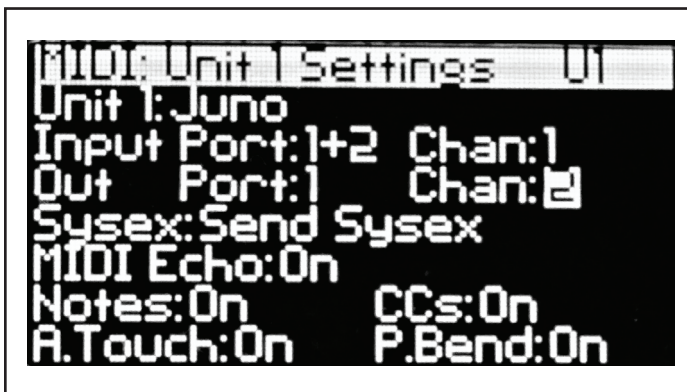 MIDI: Unit 1 Settings U1
Unit 1:Juno
Input Port:1+2 Chan:1
Out Port:1 Chan:2
Sysex:Send Sysex
MIDI Echo:On
Notes:On CCs:On
A.Touch:On P.Bend:On